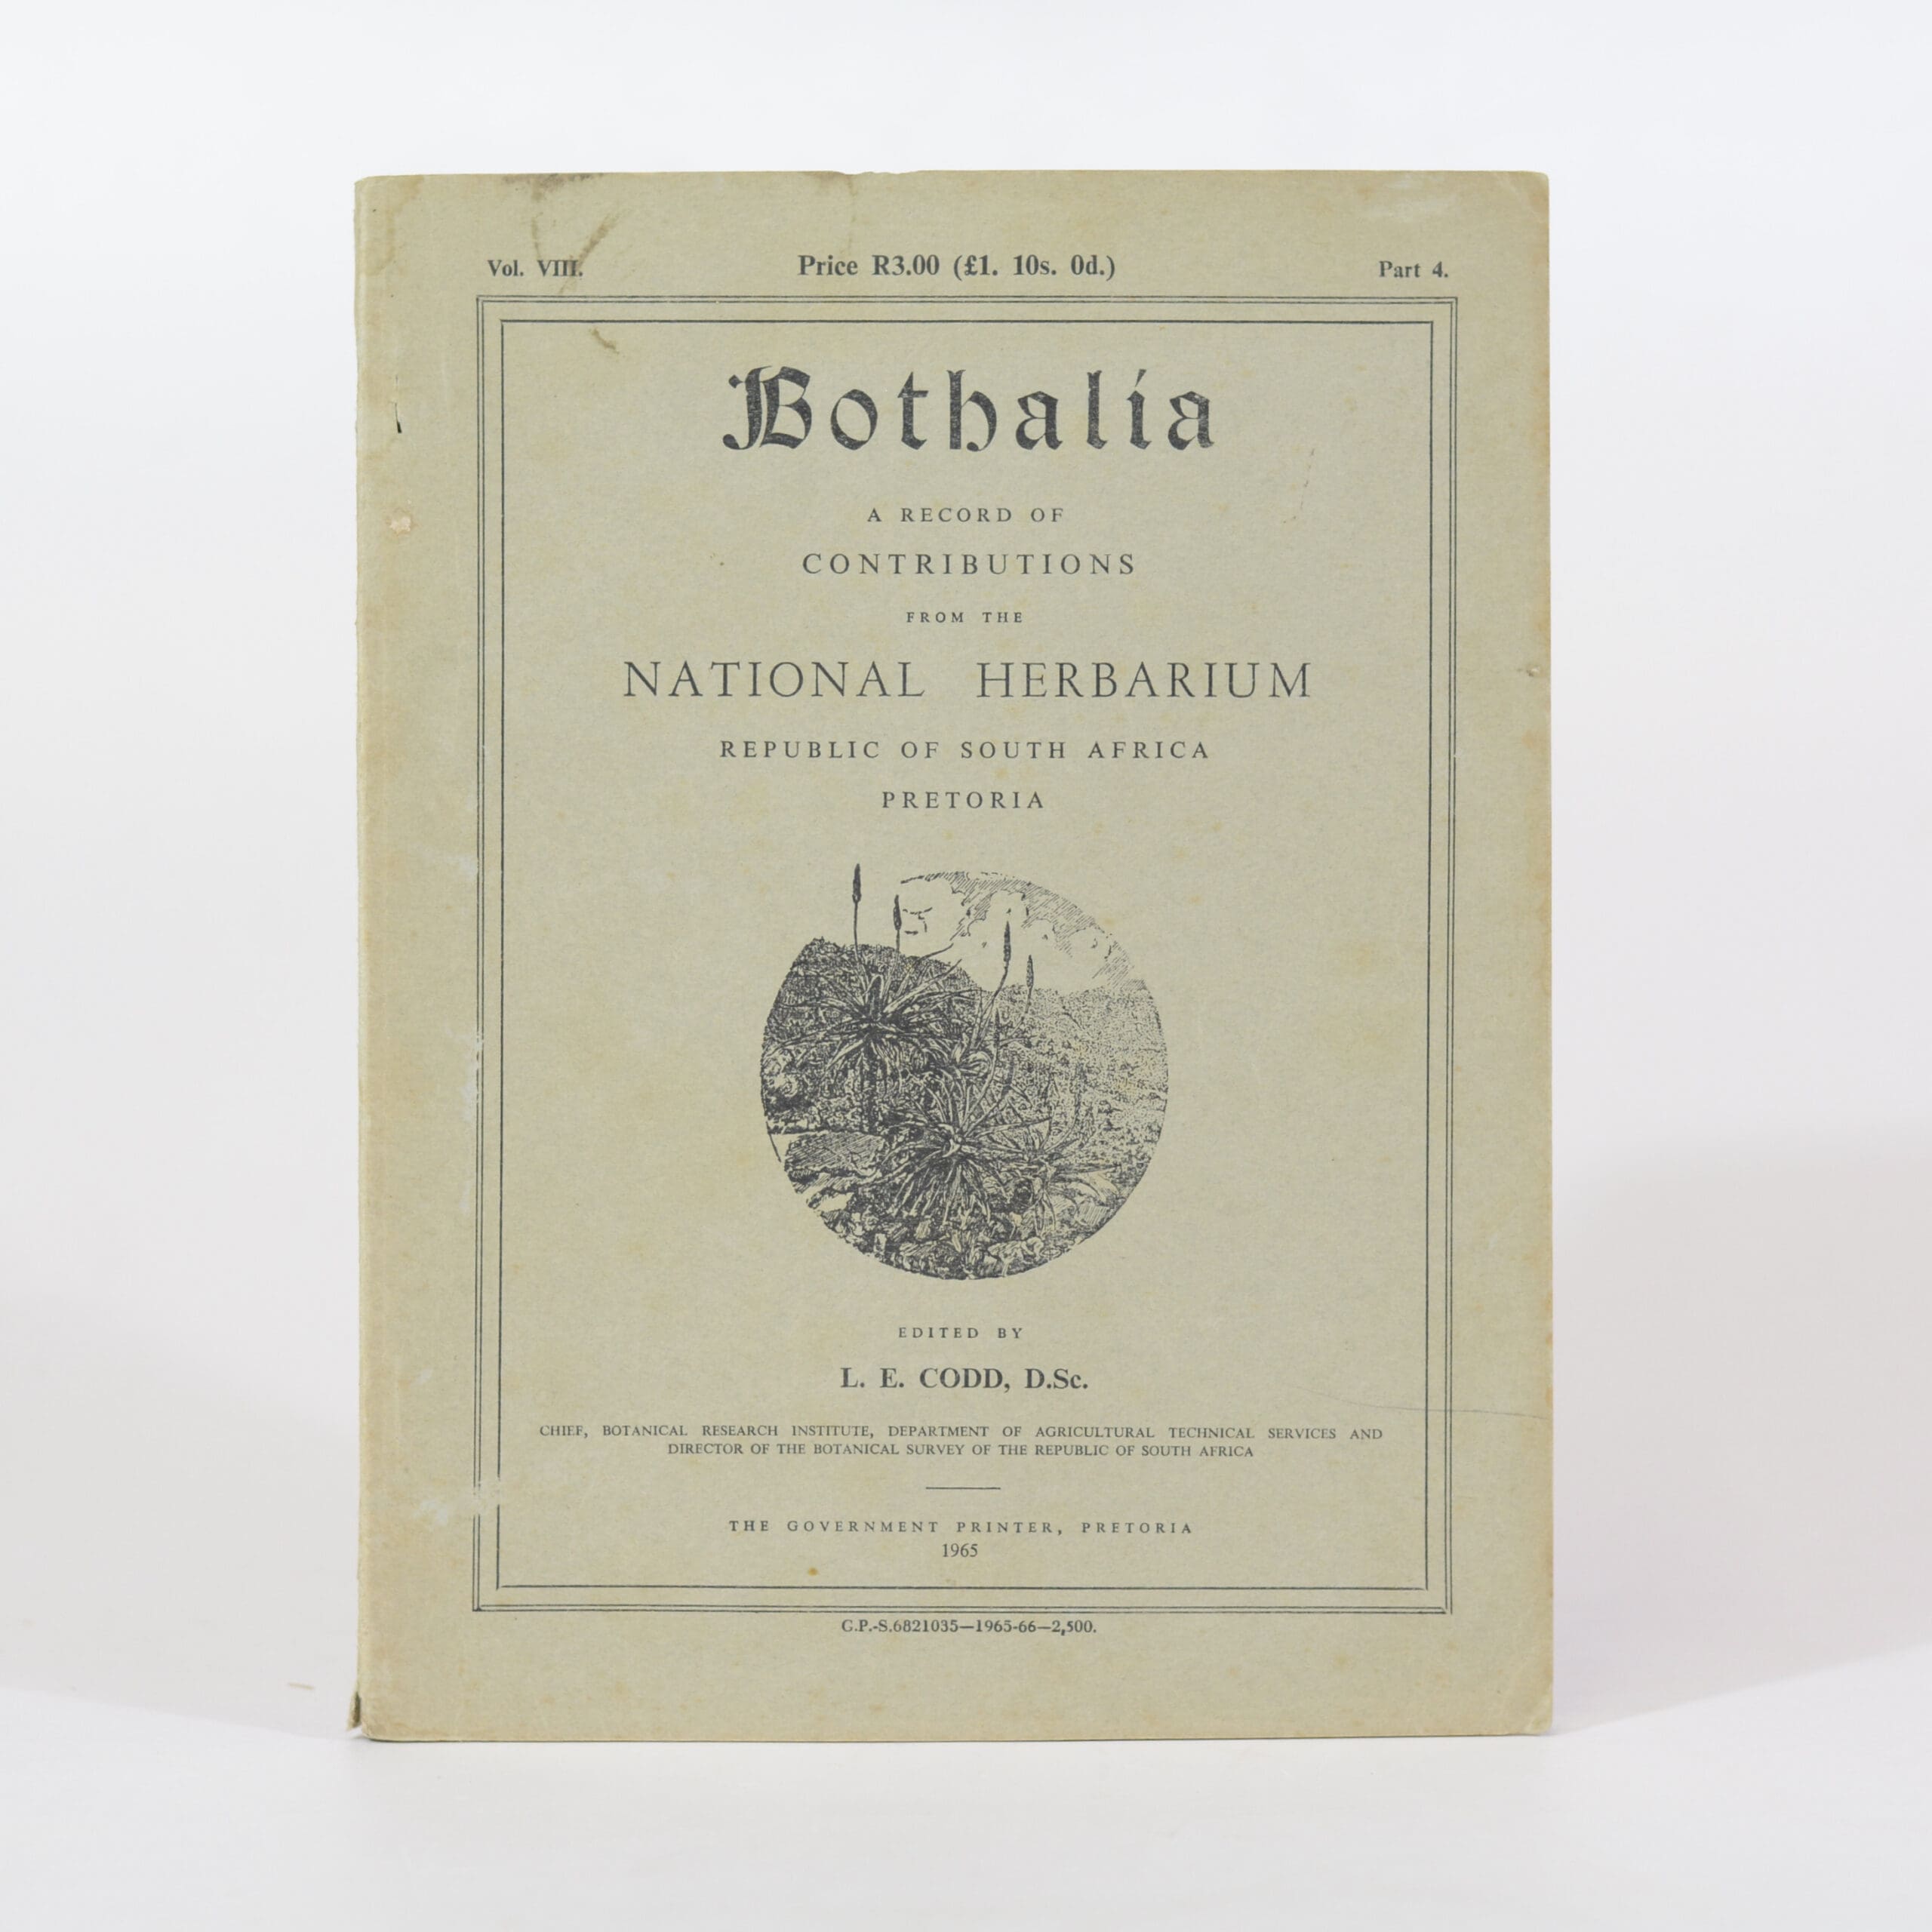 Vol. VIII. Price R3.00 (£1. 10s. 0d.) Part 4.
Bothalia
A RECORD OF
CONTRIBUTIONS
FROM THE
NATIONAL HERBARIUM
REPUBLIC OF SOUTH AFRICA
PRETORIA
EDITED BY
L. E. CODD, D.Sc.
CHIEF, BOTANICAL RESEARCH INSTITUTE, DEPARTMENT OF AGRICULTURAL TECHNICAL SERVICES AND
DIRECTOR OF THE BOTANICAL SURVEY OF THE REPUBLIC OF SOUTH AFRICA
THE GOVERNMENT PRINTER, PRETORIA
1965
G.P.-S.6821035—1965-66—2,500.